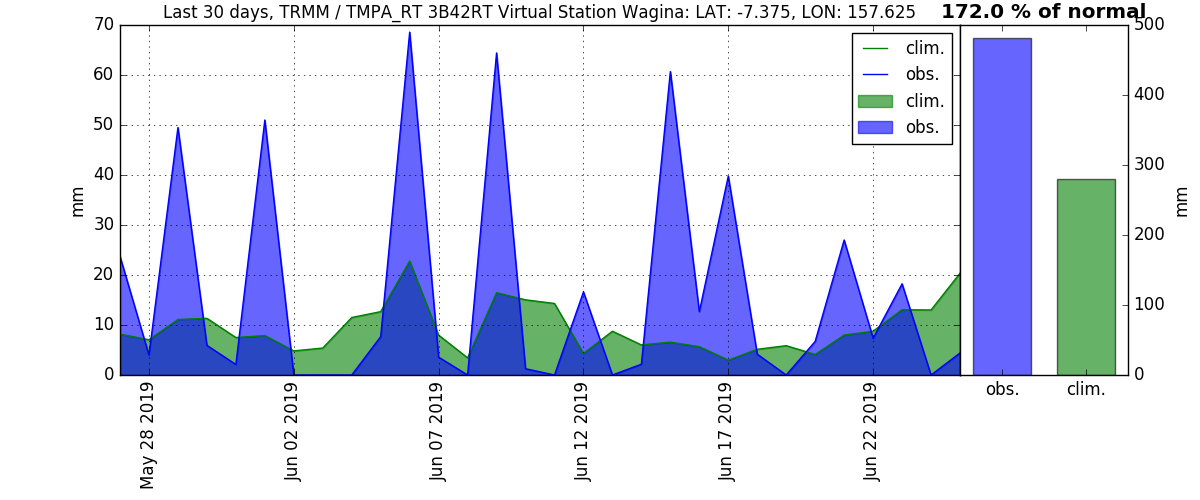 Last 30 days, TRMM / TMPA_RT 3B42RT Virtual Station Wagina: LAT: -7.375, LON: 157.625
172.0 % of normal
70
60
50
40
30
20
10
0
mm
clim.
obs.
clim.
obs.
May 28 2019
Jun 02 2019
Jun 07 2019
Jun 12 2019
Jun 17 2019
Jun 22 2019
500
400
300
200
100
0
mm
obs.
clim.